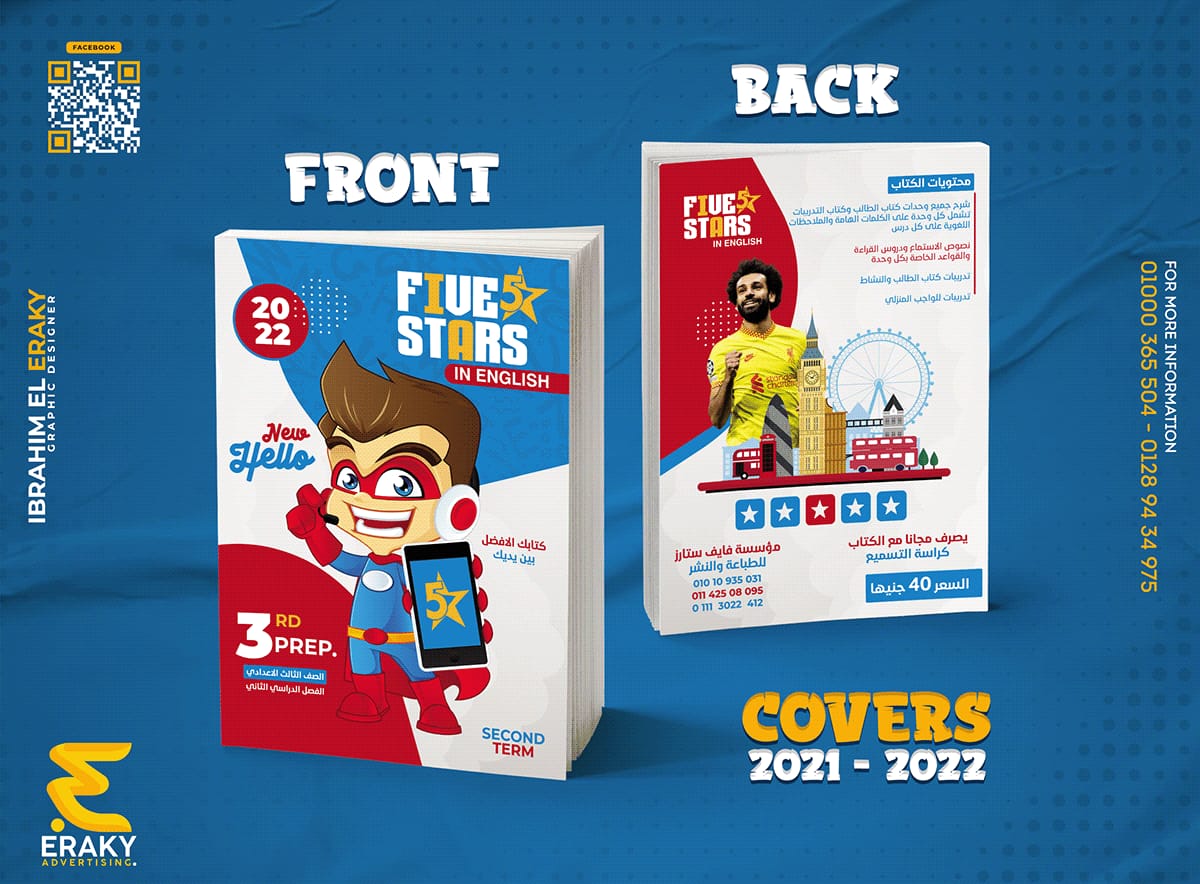 FACEBOOK
FRONT
BACK
IBRAHIM EL ERAKY
GRAPHIC DESIGNER
20
22
FIVE 5
STARS
IN ENGLISH
New
Hello
كتابك الافضل
بين يديك
5
3RD
PREP.
الصف الثالث الاعدادي
الفصل الدراسي الثاني
SECOND
TERM
FIVE 5
STARS
IN ENGLISH
محتويات الكتاب
شرح جميع وحدات كتاب الطالب وكتاب التدريبات
تشمل كل وحدة على الكلمات الهامة والملاحظات
اللغوية على كل درس
نصوص الاستماع ودروس القراءة
والقواعد الخاصة بكل وحدة
تدريبات كتاب الطالب والنشاط
تدريبات للواجب المنزلي
يصرف مجانا مع الكتاب
كراسة التسميع
السعر 40 جنيها
مؤسسة فايف ستارز
للطباعة والنشر
010 10 935 031
011 425 08 095
0 111 3022 412
FOR MORE INFORMATION
01000 365 504 - 0128 94 34 975
COVERS
2021 - 2022
ERAKY
ADVERTISING.